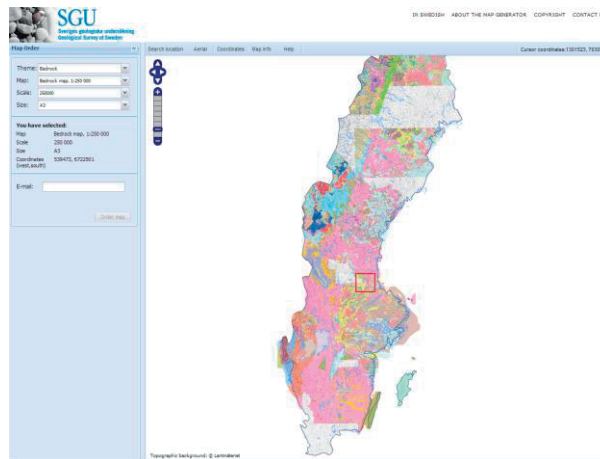 SGU
Sveriges geologiska undersökning
Geological Survey of Sweden
IN SWEDISH ABOUT THE MAP GENERATOR COPYRIGHT CONTACT
Map Order
Search location Aerial Coordinates Map info Help
Theme: Bedrock
Map: Bedrock map, 1:250 000
Scale: 250000
Size: A3
You have selected:
Map Bedrock map, 1:250 000
Scale 250 000
Size A3
Coordinates (west,south) 539473, 6722501
E-mail:
Order map
Topographic background: © Lantmäteriet